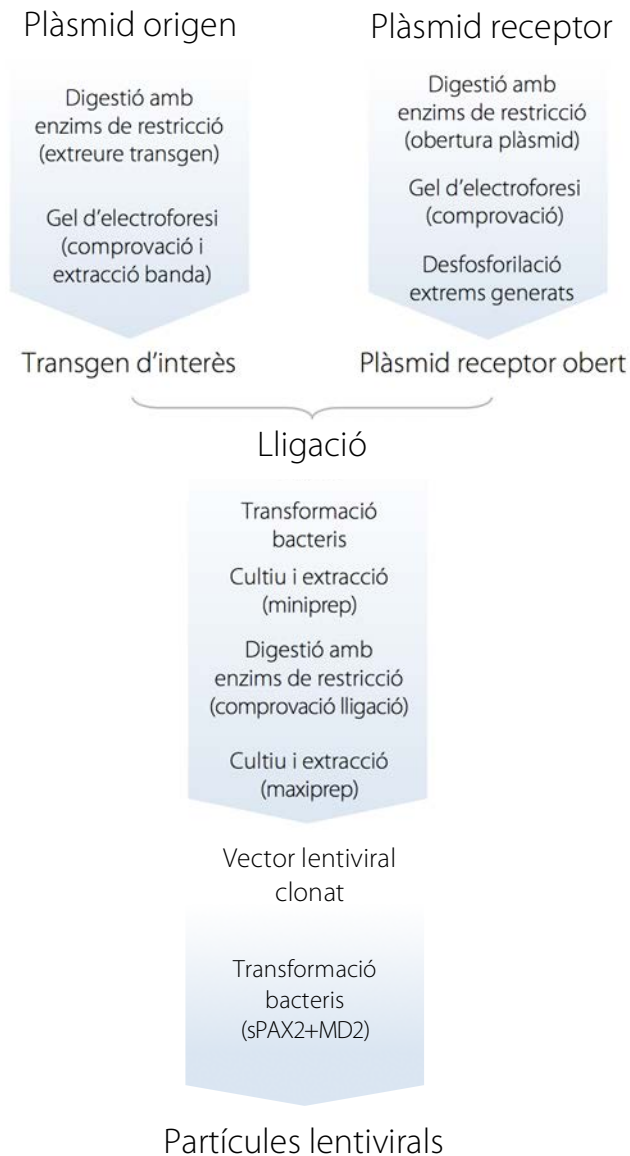 Plàsmid origen
Digestió amb
enzims de restricció
(extreure transgen)
Gel d'electroforesi
(comprovació i
extracció banda)
Transgen d'interès
Plàsmid receptor
Digestió amb
enzims de restricció
(obertura plàsmid)
Gel d'electroforesi
(comprovació)
Desfosforilació
extrems generats
Plàsmid receptor obert
Lligació
Transformació
bacteris
Cultiu i extracció
(miniprep)
Digestió amb
enzims de restricció
(comprovació lligació)
Cultiu i extracció
(maxiprep)
Vector lentiviral
clonat
Transformació
bacteris
(sPAX2+MD2)
Partícules lentivirals